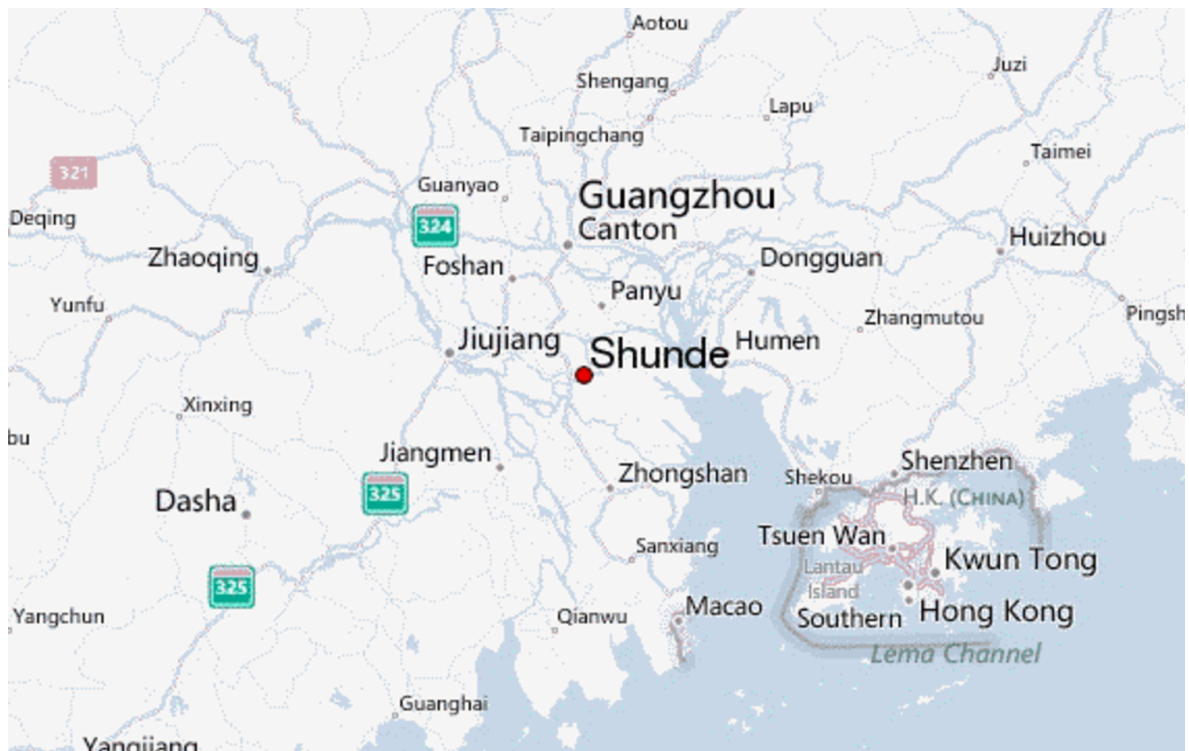 Aotou
Juzi
Shengang
Lapu
Taipingchang
Taimei
321
Guanyao
Guangzhou
Deqing
324
Canton
Huizhou
Zhaoqing
Foshan
Dongguan
Panyu
Yunfu
Zhangmutou
Pingsh
Jiujiang
Shunde
Humen
Xinxing
bu
Jiangmen
Shenzhen
Zhongshan
Shekou
325
H.K. (CHINA)
Dasha
Tsuen Wan
Sanxiang
Kwun Tong
Lantau
Island
325
Macao
Hong Kong
Yangchun
Qianwu
Southern
Lema Channel
Guanghai
Yangjiang